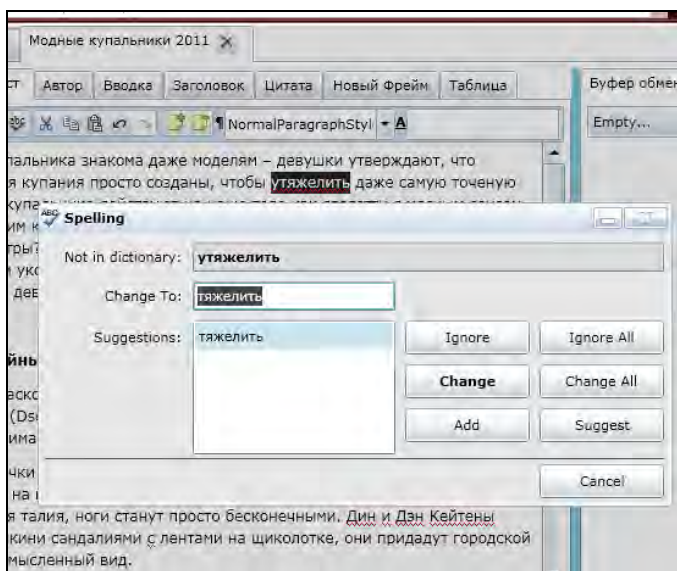 Модные купальники 2011
Автор Вводка Заголовок Цитата Новый Фрейм Таблица
Буфер обмен
NormalParagraphStyl A
Empty...
знакома даже моделям – девушки утверждают, что
я купания просто созданы, чтобы утяжелить даже самую точеную
ABC Spelling
Not in dictionary: утяжелить
Change To: тяжелить
Suggestions: тяжелить
Ignore Ignore All
Change Change All
Add Suggest
Cancel
я талия, ноги станут просто бесконечными. Дин и Дэн Кейтены
кини сандалиями с лентами на щиколотке, они придадут городской
мысленный вид.